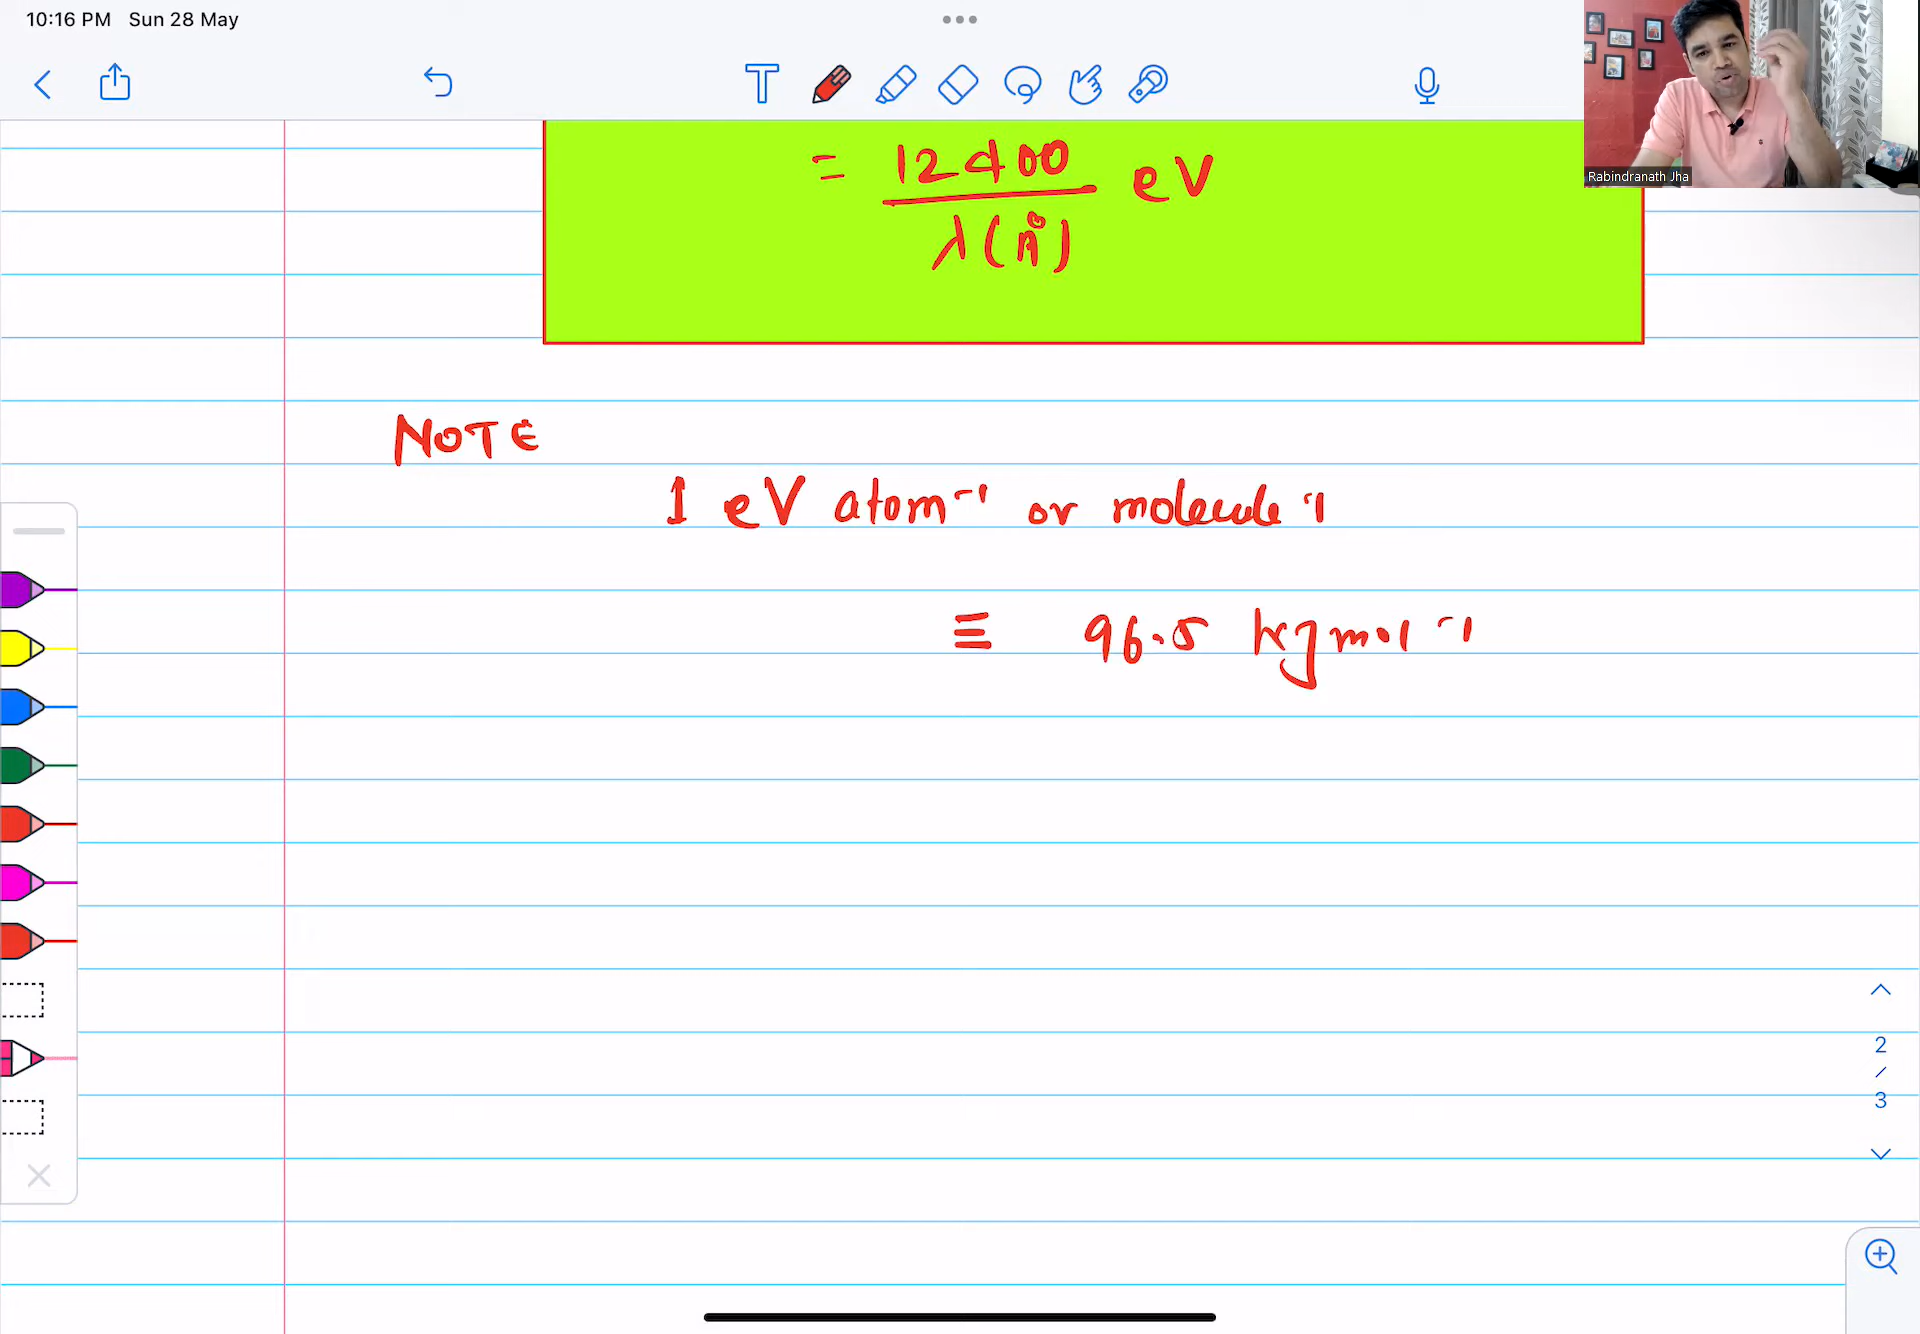 10:16 PM Sun 28 May
Rabindranath Jha
= 12400 / λ(Å) eV
NOTE
1 eV atom⁻¹ or molecule⁻¹
≡ 96.5 kJ mol⁻¹
2
/
3